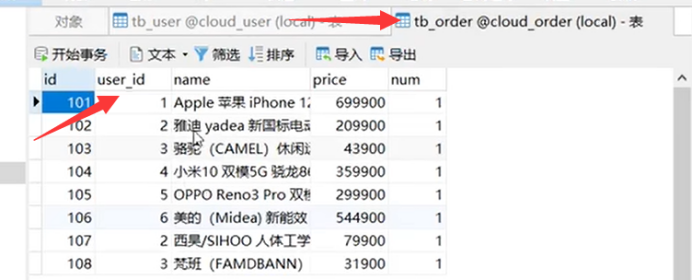 对象 tb_user @cloud_user (local) - 表 tb_order @cloud_order (local) - 表
开始事务 文本 筛选 排序 导入 导出
id user_id name price num
101 1 Apple 苹果 iPhone 12 699900 1
102 2 雅迪 yadea 新国标电动 209900 1
103 3 骆驼（CAMEL）休闲运 43900 1
104 4 小米10 双模5G 骁龙86 359900 1
105 5 OPPO Reno3 Pro 双模 299900 1
106 6 美的（Midea) 新能效 544900 1
107 2 西昊/SIHOO 人体工学 79900 1
108 3 梵班（FAMDBANN） 31900 1